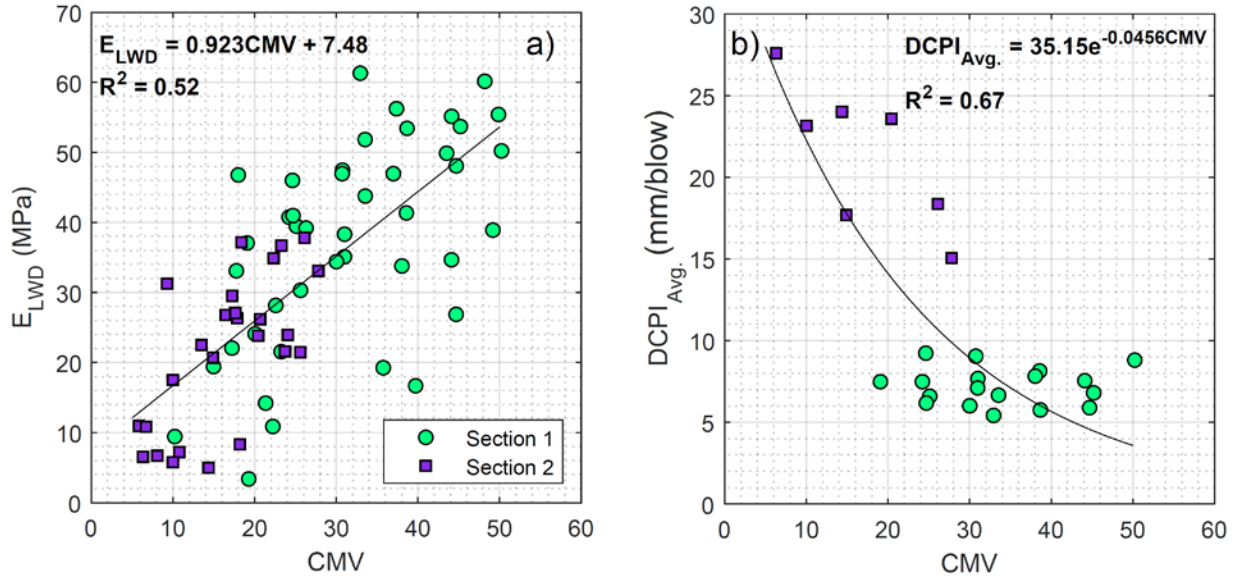 a)
E_LWD = 0.923CMV + 7.48
R² = 0.52
70
60
50
40
30
20
10
0
E_LWD (MPa)
Section 1
Section 2
0 10 20 30 40 50 60
CMV
b)
DCPI_Avg. = 35.15e^-0.0456CMV
R² = 0.67
30
25
20
15
10
5
0
DCPI_Avg. (mm/blow)
0 10 20 30 40 50 60
CMV